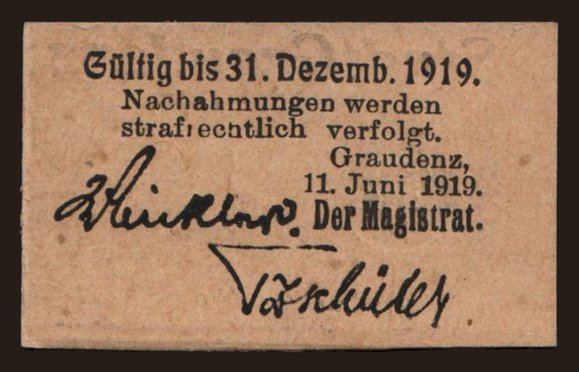 Gültig bis 31. Dezemb. 1919.
Nachahmungen werden
strafrechtlich verfolgt.
Graudenz,
11. Juni 1919.
Der Magistrat.